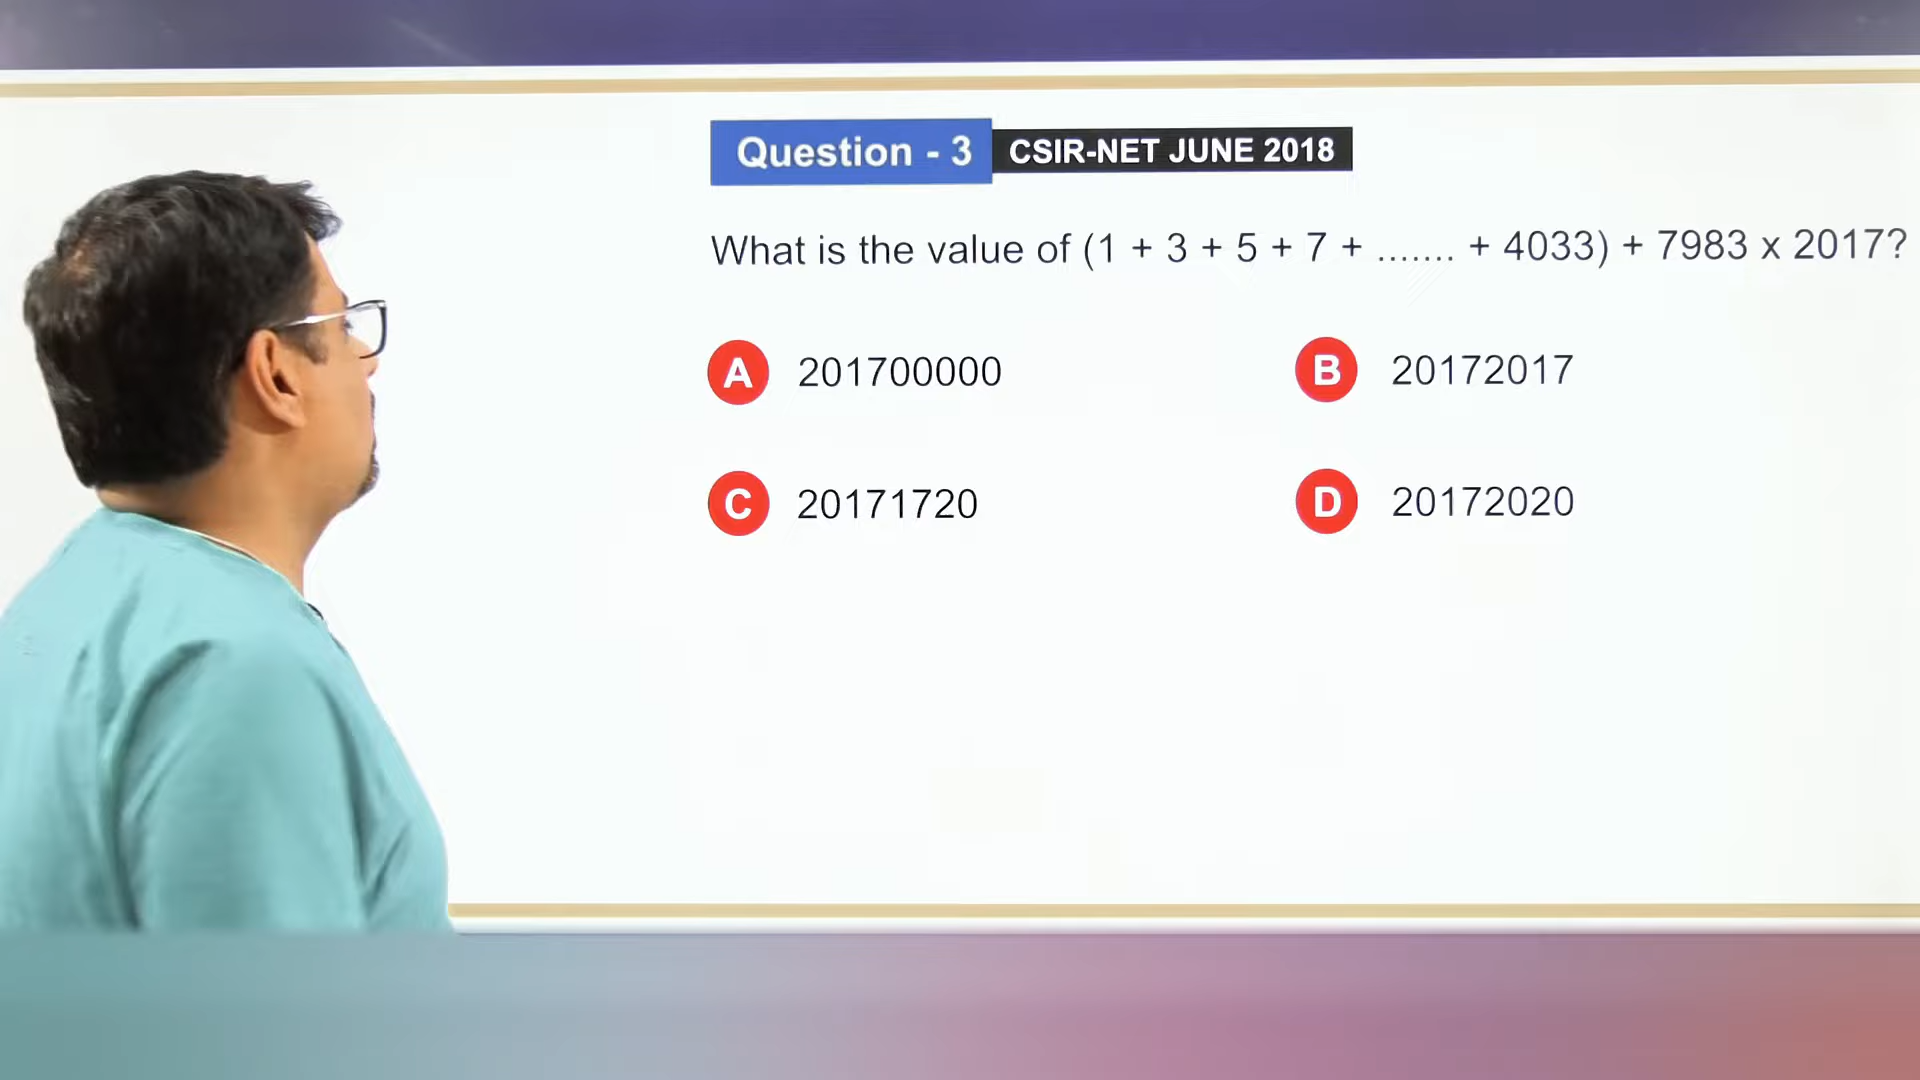 Question - 3 CSIR-NET JUNE 2018
What is the value of (1 + 3 + 5 + 7 + ....... + 4033) + 7983 x 2017?
A 201700000 B 20172017
C 20171720 D 20172020